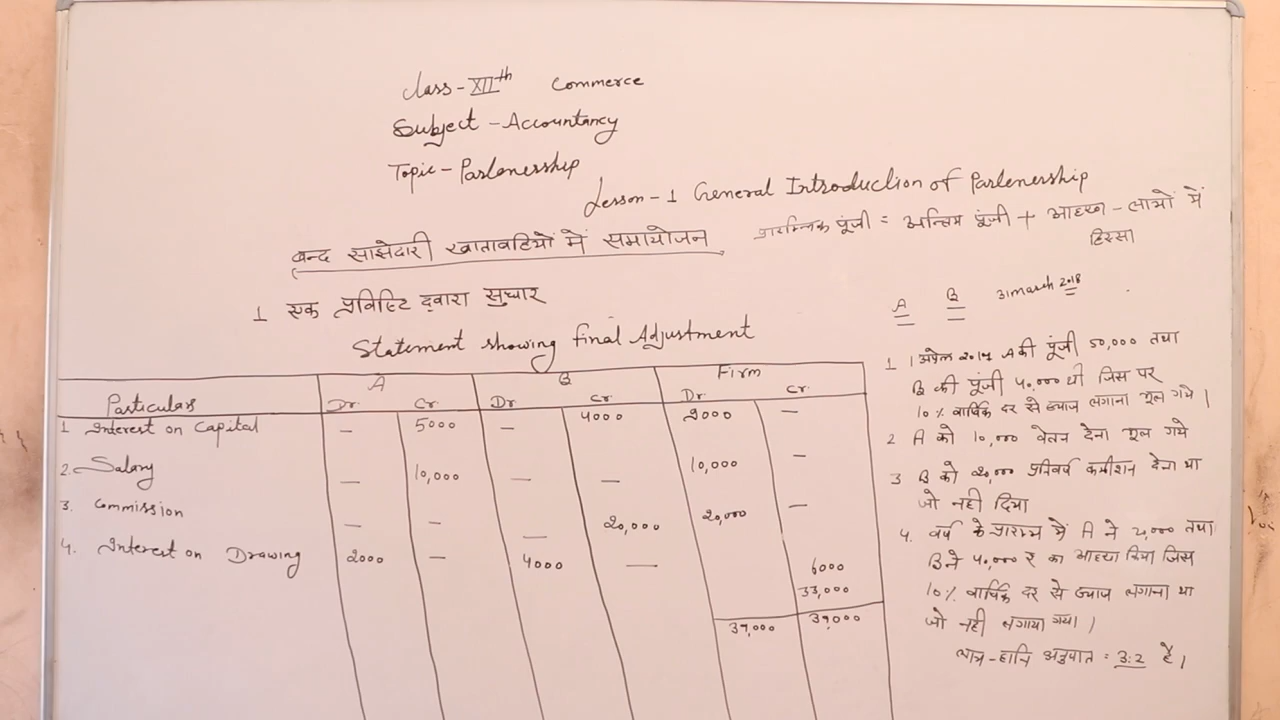 Class - XIIth Commerce
Subject - Accountancy
Topic - Partenership
Lesson - 1 General Introduction of Partenership
बन्द साझेदारी खातावटियों में समायोजन
प्रारम्भिक पूंजी = अन्तिम पूंजी + आहरण - लाभों में
हिस्सा
1 एक प्रविष्टि द्वारा सुधार
Statement showing final Adjustment
Particulars A B Firm
Dr Cr Dr Cr Dr Cr
1 Interest on Capital — 5000 — 4000 9000 —
2. Salary — 10,000 — — 10,000 —
3. Commission — — — 20,000 20,000 —
4. Interest on Drawing 2000 — 4000 — 6000
33,000
39,000 39,000
A B 31 march 2018
1 1 अप्रैल 2017 A की पूंजी 50,000 तथा
B की पूंजी 40,000 थी जिस पर
10 % वार्षिक दर से ब्याज लगाना भूल गये।
2 A को 10,000 वेतन देना भूल गये
3 B को 20,000 प्रतिवर्ष कमीशन देना था
जो नही दिया
4. वर्ष के प्रारम्भ में A ने तथा
B ने 40,000 ₹ का आहरण किया जिस
10 % वार्षिक दर से ब्याज लगाना था
जो नही लगाया गया।
लाभ - हानि अनुपात = 3:2 है।